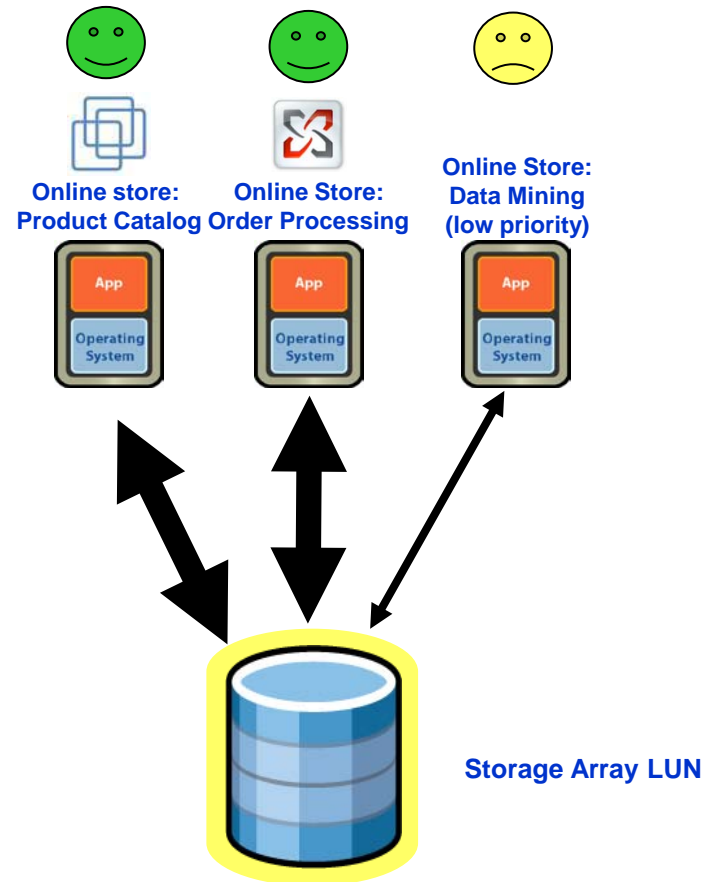 Online store:
Product Catalog
Online Store:
Order Processing
Online Store:
Data Mining
(low priority)
App
Operating
System
App
Operating
System
App
Operating
System
Storage Array LUN